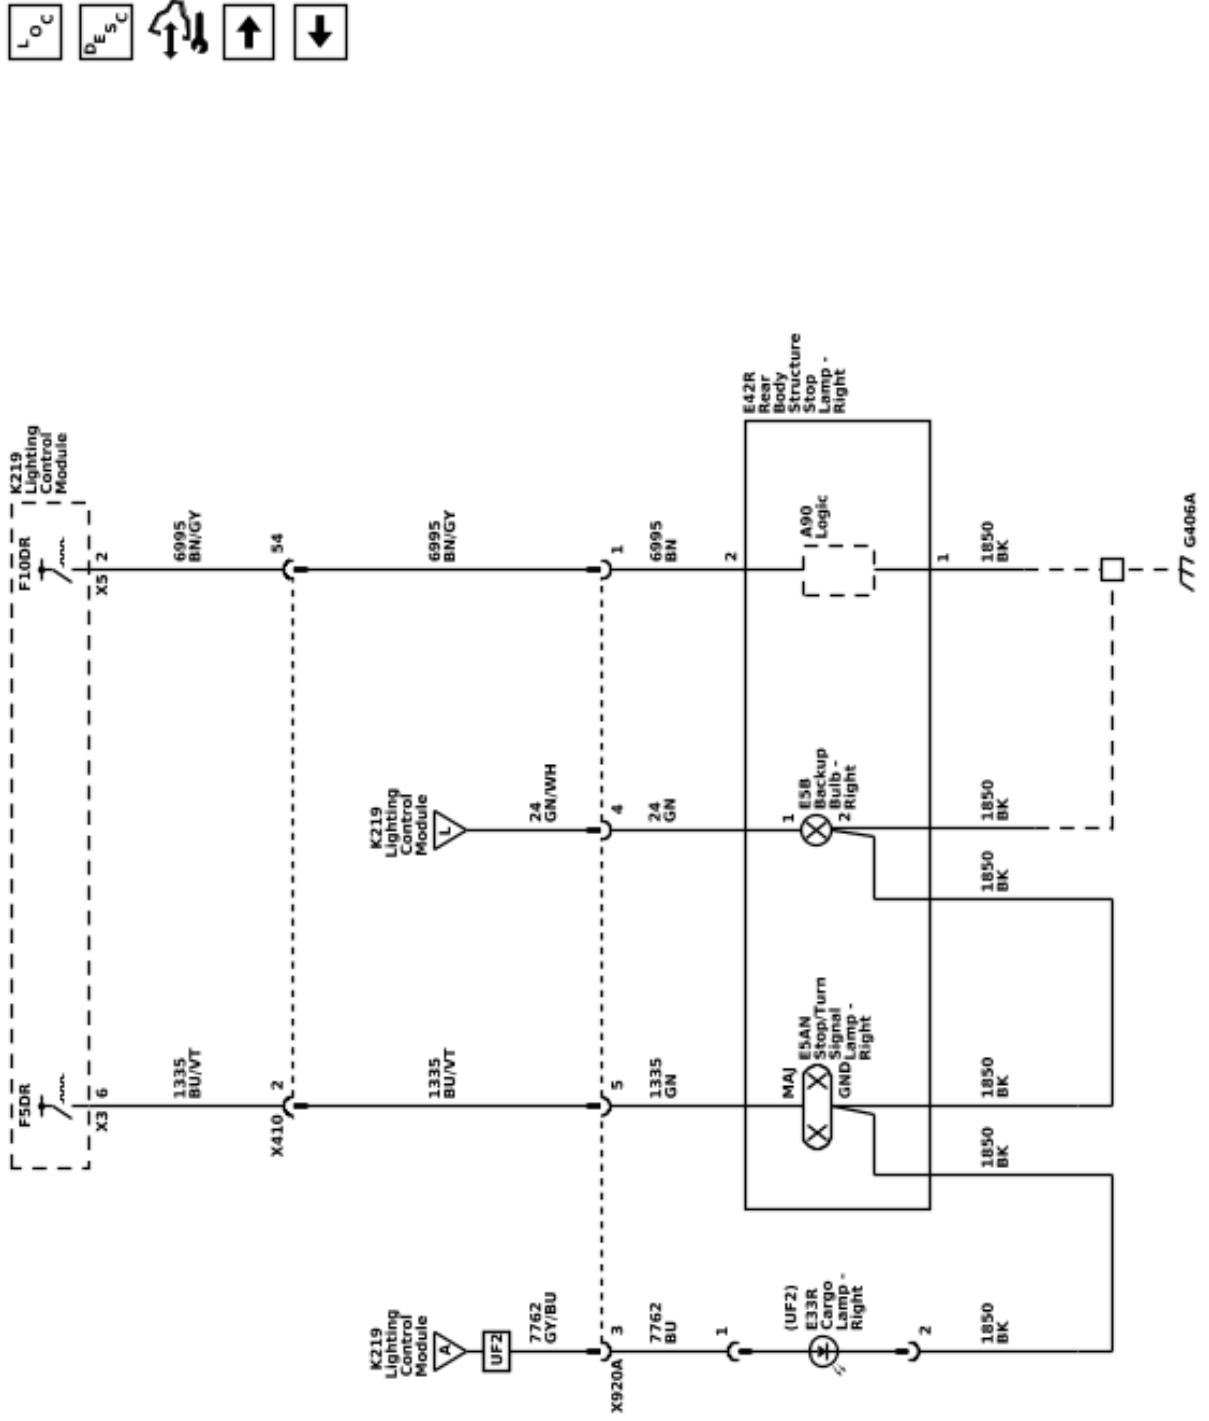 LOC
DESC
K219
Lighting
Control
Module
F5DR
F10DR
X3 6
X5 2
1335
BU/VT
6995
BN/GY
X410
2
54
1335
BU/VT
6995
BN/GY
K219
Lighting
Control
Module
A
UF2
7762
GY/BU
K219
Lighting
Control
Module
L
24
GN/WH
X920A
3
5
4
1
7762
BU
1335
GN
24
GN
6995
BN
1
2
E42R
Rear
Body
Structure
Stop
Lamp -
Right
(UF2)
E33R
Cargo
Lamp -
Right
MAJ
E5AN
Stop/Turn
Signal
Lamp -
Right
GND
1
E5B
Backup
Bulb -
Right
2
A90
Logic
2
1
1850
BK
1850
BK
1850
BK
1850
BK
1850
BK
1850
BK
G406A